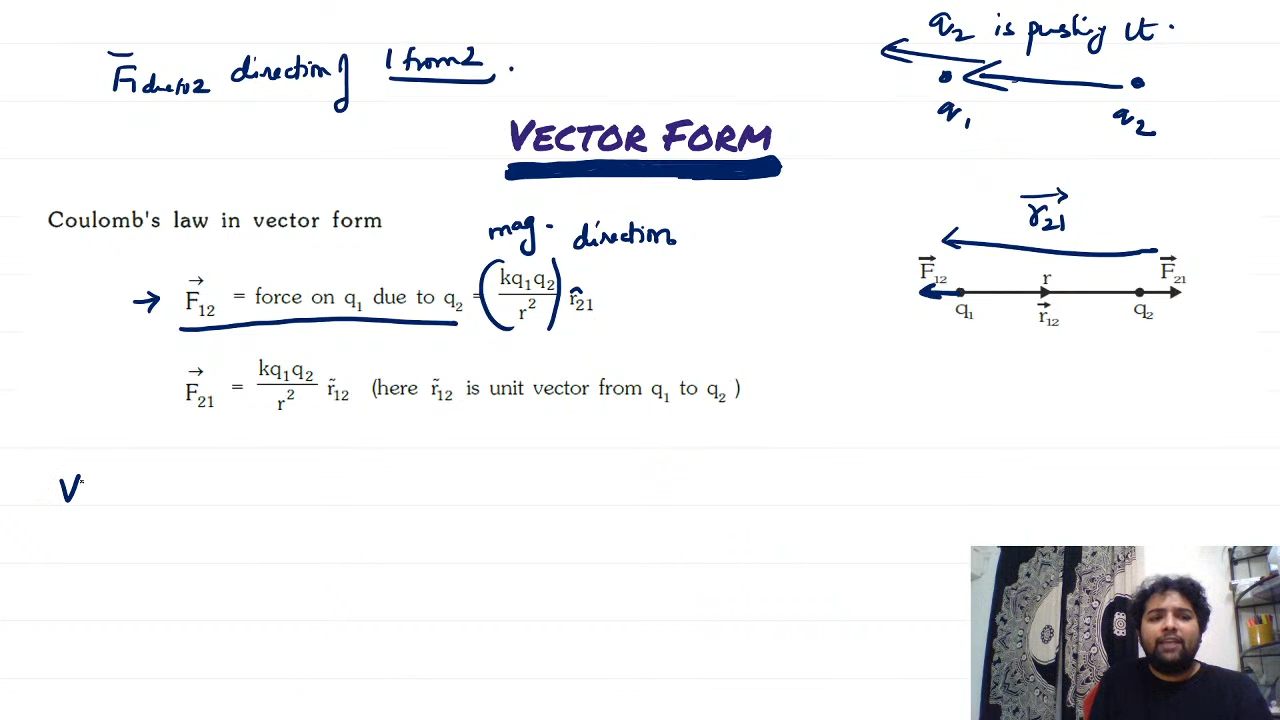 q₂ is pushing it.
F₁ due to 2 direction of 1 from 2.
q₁ q₂
VECTOR FORM
r₂₁
Coulomb's law in vector form
mag. direction
F₁₂ = force on q₁ due to q₂ = (kq₁q₂/r²) r̂₂₁
F₁₂ r F₂₁
q₁ r₁₂ q₂
F₂₁ = kq₁q₂/r² r̃₁₂ (here r̃₁₂ is unit vector from q₁ to q₂ )
V